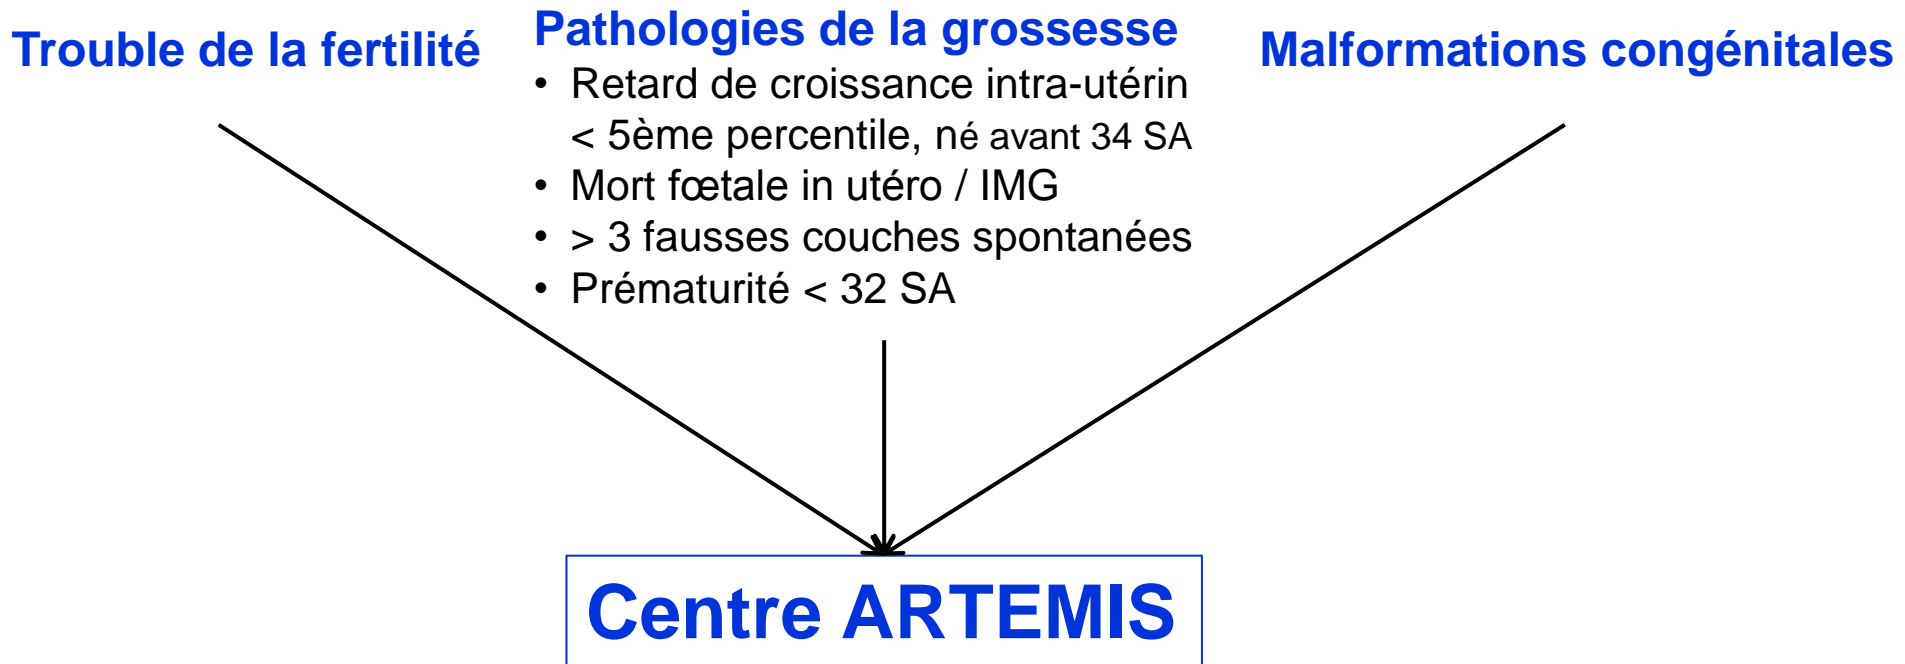 Trouble de la fertilité
Pathologies de la grossesse
• Retard de croissance intra-utérin
< 5ème percentile, né avant 34 SA
• Mort fœtale in utéro / IMG
• > 3 fausses couches spontanées
• Prématurité < 32 SA
Malformations congénitales
Centre ARTEMIS